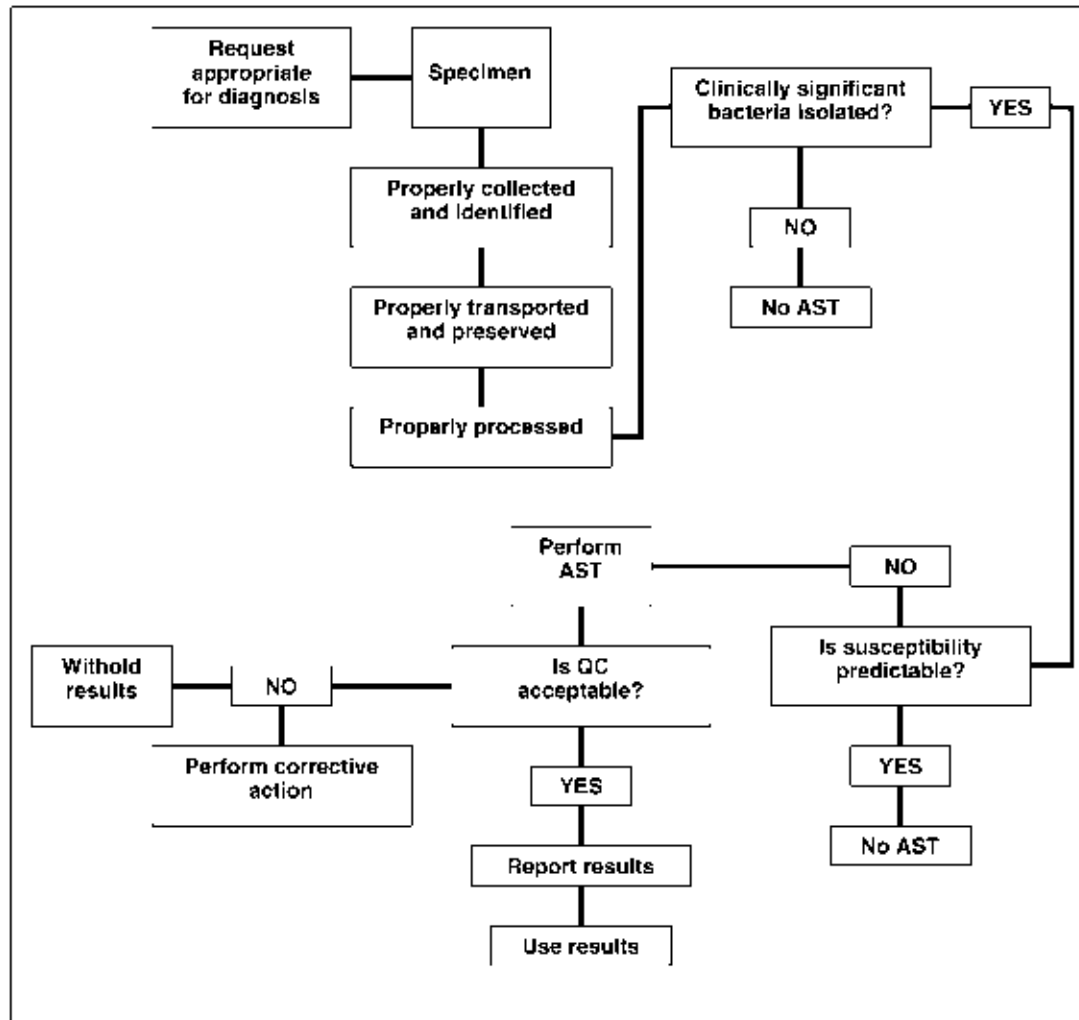 Request
appropriate
for diagnosis
Specimen
Properly collected
and identified
Properly transported
and preserved
Properly processed
Clinically significant
bacteria isolated?
YES
NO
No AST
Is susceptibility
predictable?
YES
No AST
NO
Perform
AST
Is QC
acceptable?
NO
Withold
results
Perform corrective
action
YES
Report results
Use results